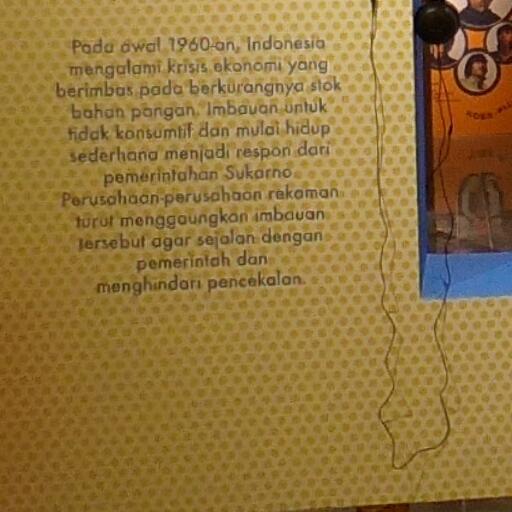 Pada awal 1960-an, Indonesia
mengalami krisis ekonomi yang
berimbas pada berkurangnya stok
bahan pangan. Imbauan untuk
tidak konsumtif dan mulai hidup
sederhana menjadi respon dari
pemerintahan Sukarno.
Perusahaan-perusahaan rekaman
turut menggaungkan imbauan
tersebut agar sejalan dengan
pemerintah dan
menghindari pencekalan.